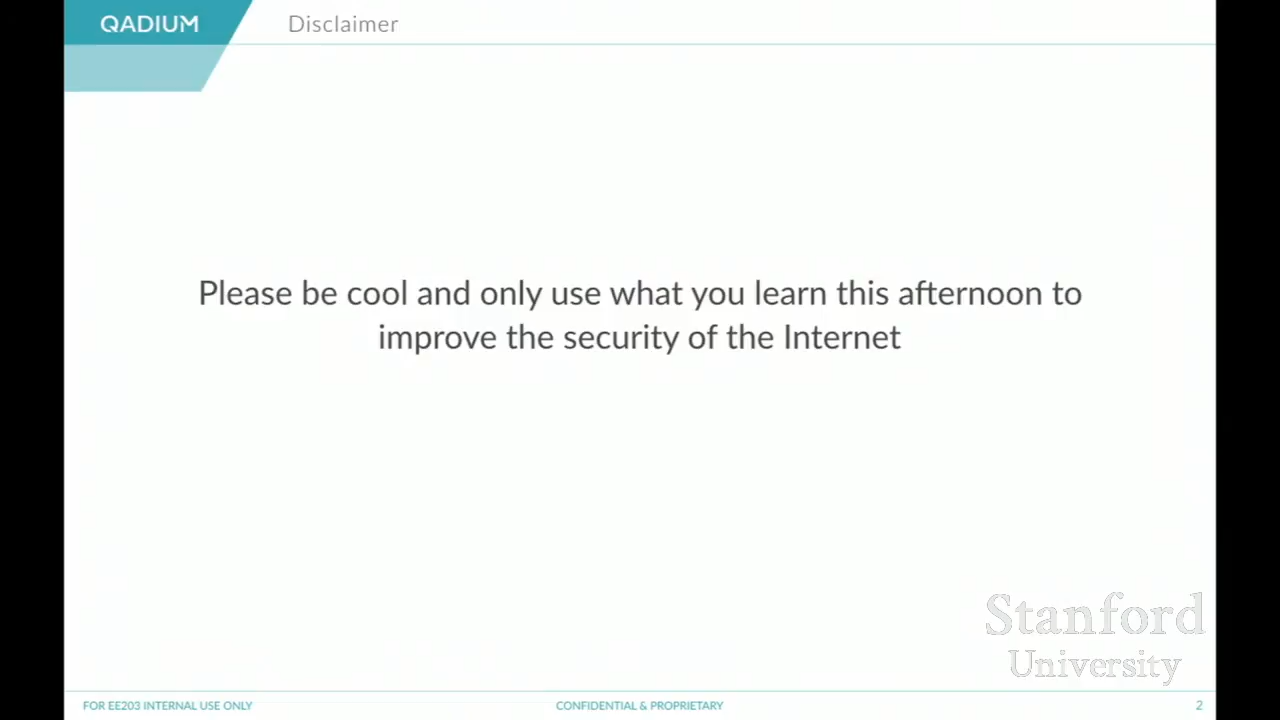 QADIUM
Disclaimer
Please be cool and only use what you learn this afternoon to
improve the security of the Internet
Stanford
University
FOR EE203 INTERNAL USE ONLY
CONFIDENTIAL & PROPRIETARY
2